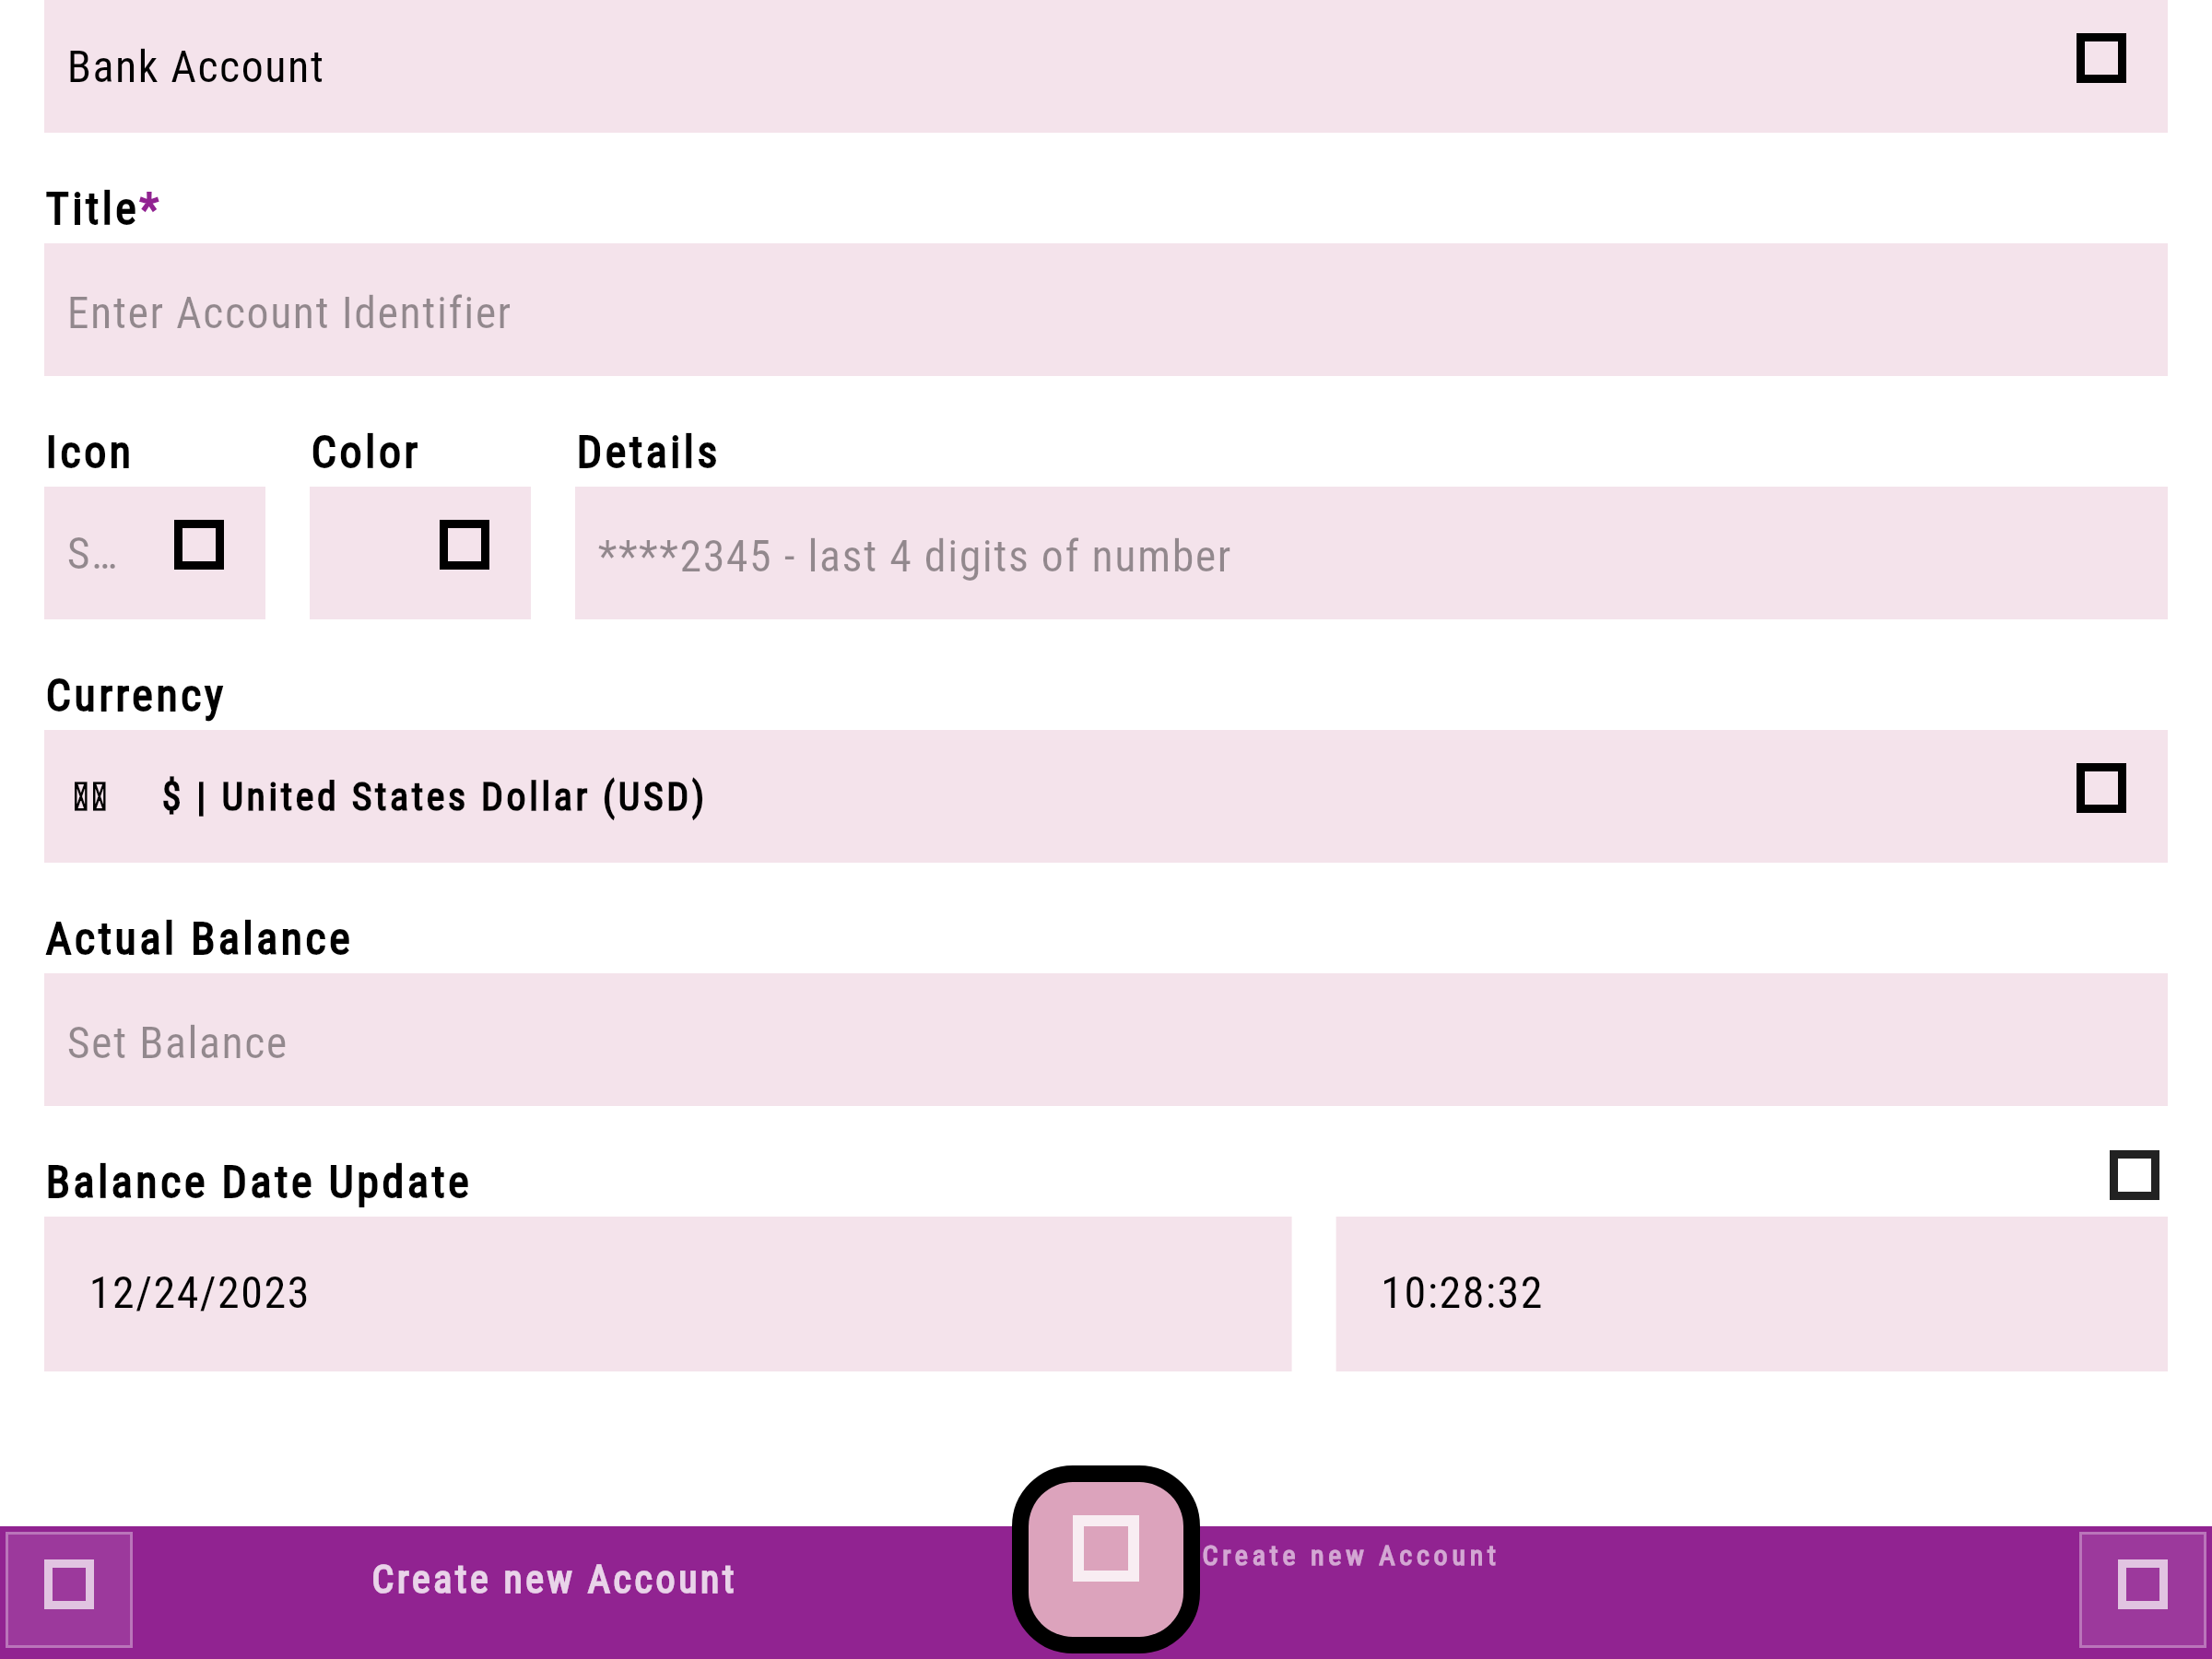 Bank Account
Title*
Enter Account Identifier
Icon Color Details
S… ****2345 - last 4 digits of number
Currency
$ | United States Dollar (USD)
Actual Balance
Set Balance
Balance Date Update
12/24/2023 10:28:32
Create new Account Create new Account